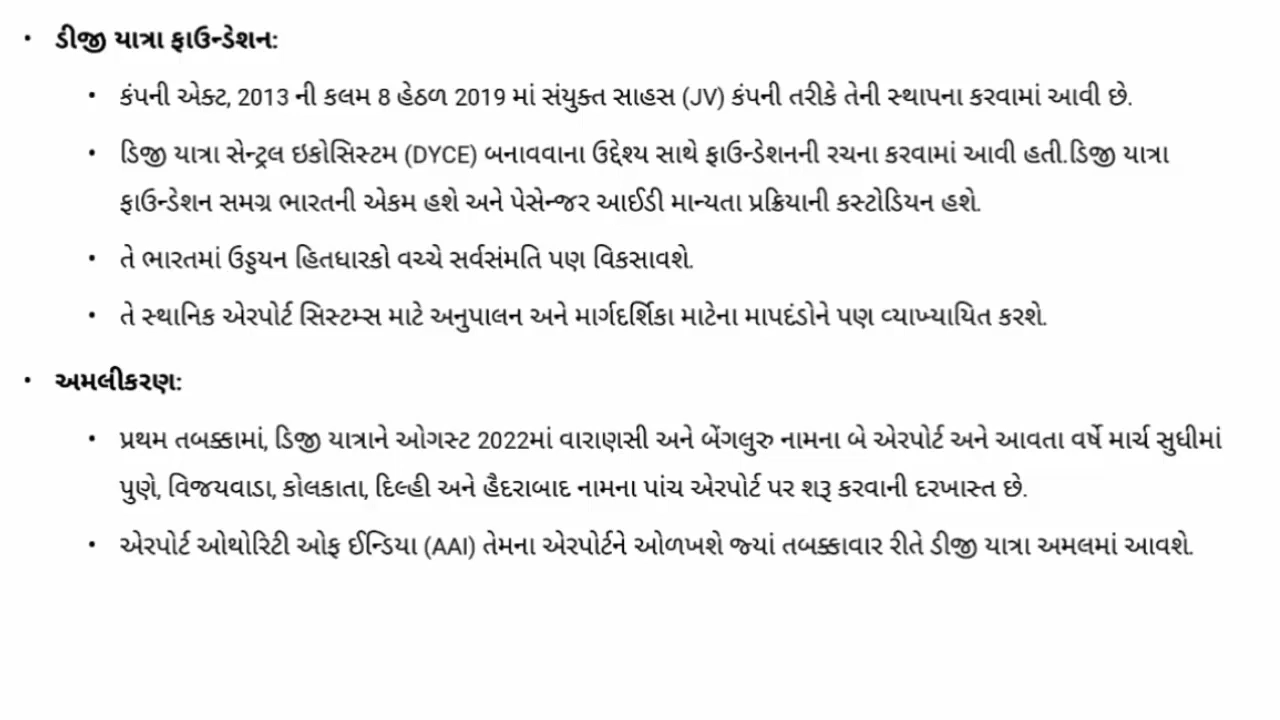 • ડીજી યાત્રા ફાઉન્ડેશન:
• કંપની એક્ટ, 2013 ની કલમ 8 હેઠળ 2019 માં સંયુક્ત સાહસ (JV) કંપની તરીકે તેની સ્થાપના કરવામાં આવી છે.
• ડિજી યાત્રા સેન્ટ્રલ ઇકોસિસ્ટમ (DYCE) બનાવવાના ઉદ્દેશ્ય સાથે ફાઉન્ડેશનની રચના કરવામાં આવી હતી.ડિજી યાત્રા
ફાઉન્ડેશન સમગ્ર ભારતની એકમ હશે અને પેસેન્જર આઈડી માન્યતા પ્રક્રિયાની કસ્ટોડિયન હશે.
• તે ભારતમાં ઉડ્ડયન હિતધારકો વચ્ચે સર્વસંમતિ પણ વિકસાવશે.
• તે સ્થાનિક એરપોર્ટ સિસ્ટમ્સ માટે અનુપાલન અને માર્ગદર્શિકા માટેના માપદંડોને પણ વ્યાખ્યાયિત કરશે.
• અમલીકરણ:
• પ્રથમ તબક્કામાં, ડિજી યાત્રાને ઓગસ્ટ 2022માં વારાણસી અને બેંગલુરુ નામના બે એરપોર્ટ અને આવતા વર્ષે માર્ચ સુધીમાં
પુણે, વિજયવાડા, કોલકાતા, દિલ્હી અને હૈદરાબાદ નામના પાંચ એરપોર્ટ પર શરૂ કરવાની દરખાસ્ત છે.
• એરપોર્ટ ઓથોરિટી ઓફ ઈન્ડિયા (AAI) તેમના એરપોર્ટને ઓળખશે જ્યાં તબક્કાવાર રીતે ડીજી યાત્રા અમલમાં આવશે.